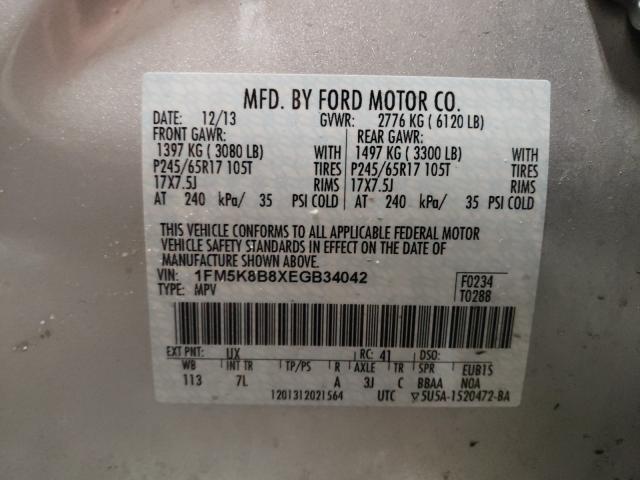 MFD. BY FORD MOTOR CO.
DATE: 12/13 GVWR: 2776 KG ( 6120 LB)
FRONT GAWR: REAR GAWR:
1397 KG ( 3080 LB) WITH 1497 KG ( 3300 LB) WITH
P245/65R17 105T TIRES P245/65R17 105T TIRES
17X7.5J RIMS 17X7.5J RIMS
AT 240 kPa/ 35 PSI COLD AT 240 kPa/ 35 PSI COLD
THIS VEHICLE CONFORMS TO ALL APPLICABLE FEDERAL MOTOR
VEHICLE SAFETY STANDARDS IN EFFECT ON THE DATE OF
MANUFACTURE SHOWN ABOVE.
VIN: 1FM5K8B8XEGB34042 F0234
TYPE: MPV T0288
EXT PNT: UX RC: 41 DSO:
WB INT TR TP/PS R AXLE TR SPR EUB15
113 7L A 3J C BBAA NOA
1201312021564 UTC ▽5U5A-1520472-BA